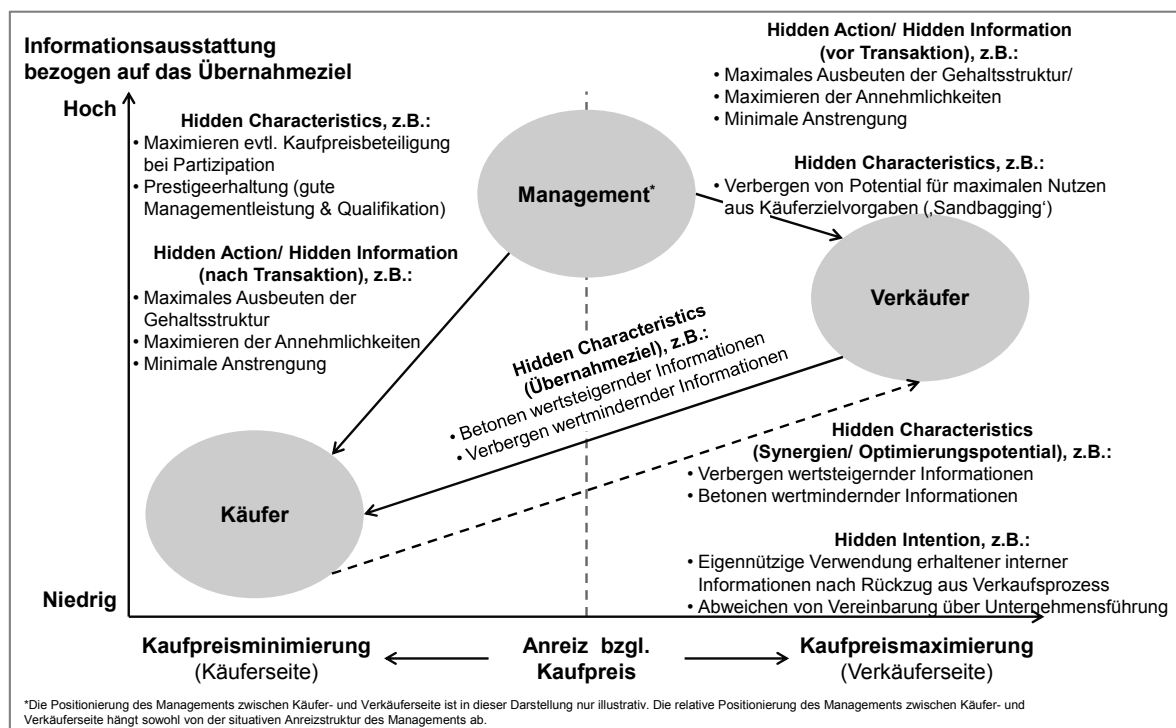 Informationsausstattung
bezogen auf das Übernahmeziel
Hoch
Hidden Characteristics, z.B.:
• Maximieren evtl. Kaufpreisbeteiligung
bei Partizipation
• Prestigeerhaltung (gute
Managementleistung & Qualifikation)
Hidden Action/ Hidden Information
(nach Transaktion), z.B.:
• Maximales Ausbeuten der
Gehaltsstruktur
• Maximieren der Annehmlichkeiten
• Minimale Anstrengung
Management*
Hidden Action/ Hidden Information
(vor Transaktion), z.B.:
• Maximales Ausbeuten der Gehaltsstruktur/
• Maximieren der Annehmlichkeiten
• Minimale Anstrengung
Hidden Characteristics, z.B.:
• Verbergen von Potential für maximalen Nutzen
aus Käuferzielvorgaben (‚Sandbagging‘)
Verkäufer
Hidden Characteristics
(Übernahmeziel), z.B.:
• Betonen wertsteigernder Informationen
• Verbergen wertmindernder Informationen
Käufer
Hidden Characteristics
(Synergien/ Optimierungspotential), z.B.:
• Verbergen wertsteigernder Informationen
• Betonen wertmindernder Informationen
Hidden Intention, z.B.:
• Eigennützige Verwendung erhaltener interner
Informationen nach Rückzug aus Verkaufsprozess
• Abweichen von Vereinbarung über Unternehmensführung
Niedrig
Kaufpreisminimierung
(Käuferseite)
Anreiz bzgl.
Kaufpreis
Kaufpreismaximierung
(Verkäuferseite)
*Die Positionierung des Managements zwischen Käufer- und Verkäuferseite ist in dieser Darstellung nur illustrativ. Die relative Positionierung des Managements zwischen Käufer- und
Verkäuferseite hängt sowohl von der situativen Anreizstruktur des Managements ab.